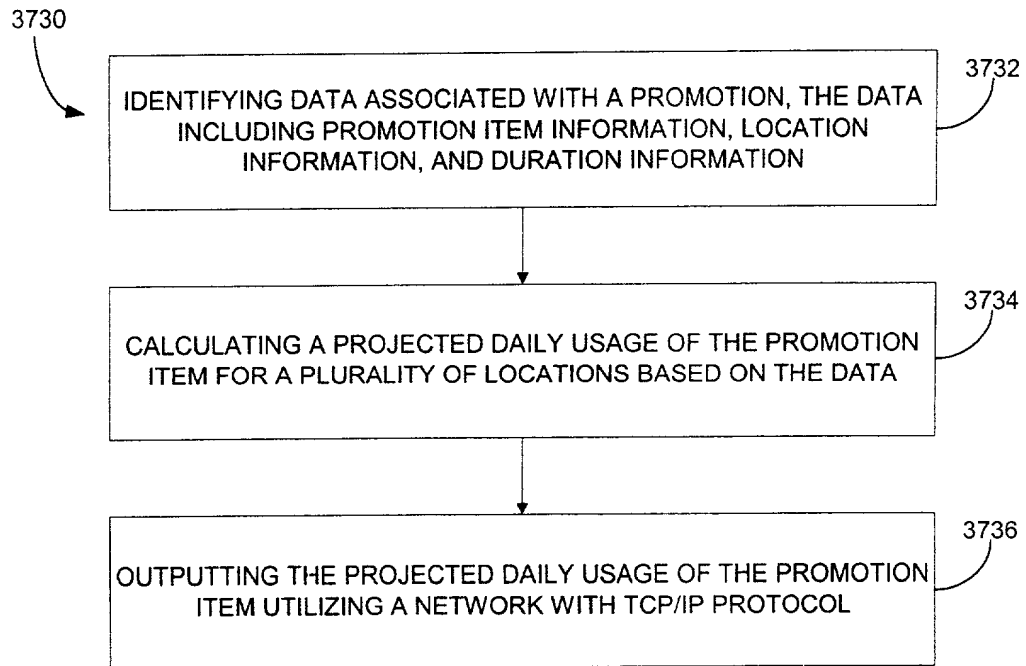 3730
3732
IDENTIFYING DATA ASSOCIATED WITH A PROMOTION, THE DATA
INCLUDING PROMOTION ITEM INFORMATION, LOCATION
INFORMATION, AND DURATION INFORMATION
3734
CALCULATING A PROJECTED DAILY USAGE OF THE PROMOTION
ITEM FOR A PLURALITY OF LOCATIONS BASED ON THE DATA
3736
OUTPUTTING THE PROJECTED DAILY USAGE OF THE PROMOTION
ITEM UTILIZING A NETWORK WITH TCP/IP PROTOCOL